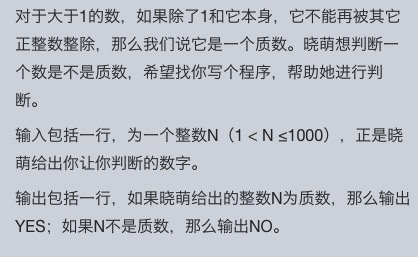 对于大于1的数，如果除了1和它本身，它不能再被其它
正整数整除，那么我们说它是一个质数。晓萌想判断一
个数是不是质数，希望找你写个程序，帮助她进行判
断。
输入包括一行，为一个整数N（1 < N ≤1000），正是晓
萌给出你让你判断的数字。
输出包括一行，如果晓萌给出的整数N为质数，那么输出
YES；如果N不是质数，那么输出NO。